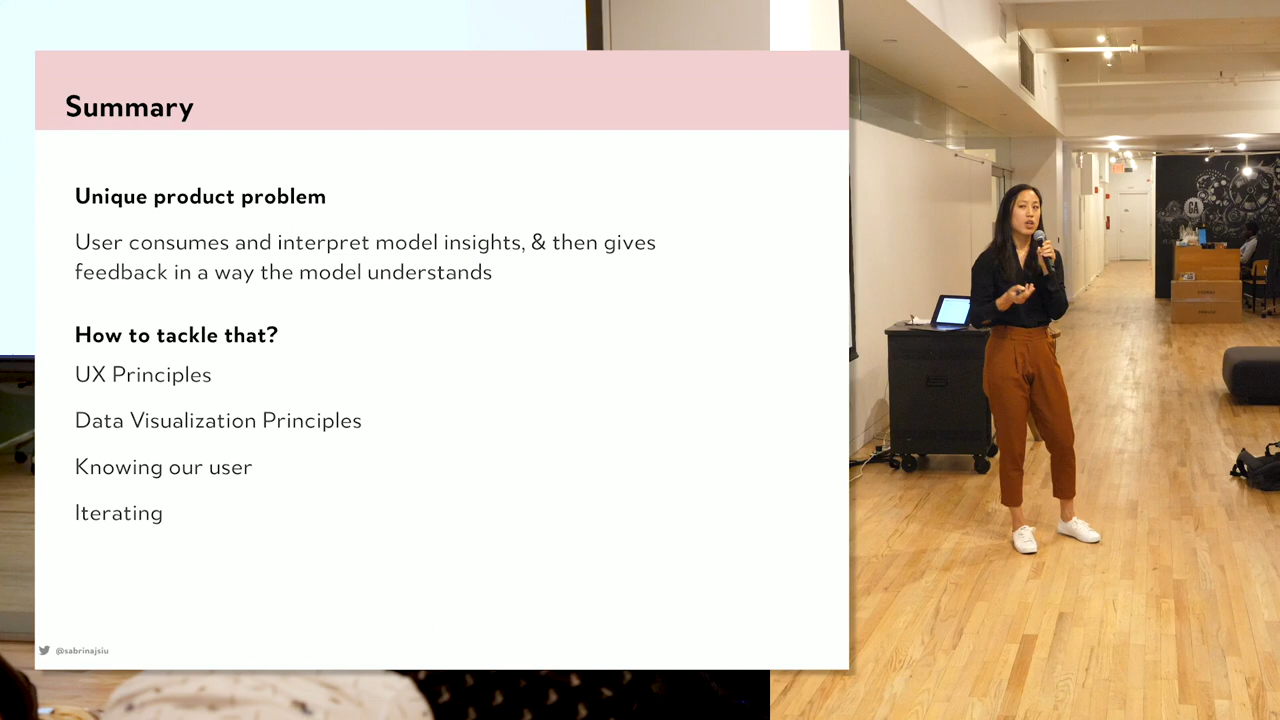 Summary
Unique product problem
User consumes and interpret model insights, & then gives
feedback in a way the model understands
How to tackle that?
UX Principles
Data Visualization Principles
Knowing our user
Iterating
@sabrinajsiu
GA